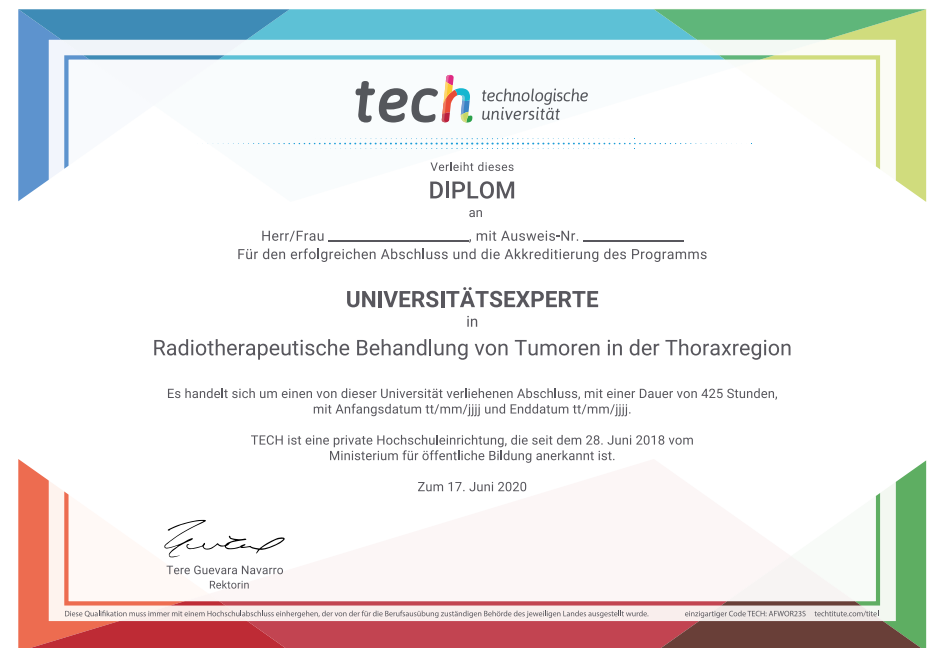 tech technologische
universität
Verleiht dieses
DIPLOM
an
Herr/Frau ____________________, mit Ausweis-Nr. ______________
Für den erfolgreichen Abschluss und die Akkreditierung des Programms
UNIVERSITÄTSEXPERTE
in
Radiotherapeutische Behandlung von Tumoren in der Thoraxregion
Es handelt sich um einen von dieser Universität verliehenen Abschluss, mit einer Dauer von 425 Stunden,
mit Anfangsdatum tt/mm/jjjj und Enddatum tt/mm/jjjj.
TECH ist eine private Hochschuleinrichtung, die seit dem 28. Juni 2018 vom
Ministerium für öffentliche Bildung anerkannt ist.
Zum 17. Juni 2020
Tere Guevara Navarro
Rektorin
Diese Qualifikation muss immer mit einem Hochschulabschluss einhergehen, der von der für die Berufsausübung zuständigen Behörde des jeweiligen Landes ausgestellt wurde. einzigartiger Code TECH: AFWOR235 techtitute.com/titel